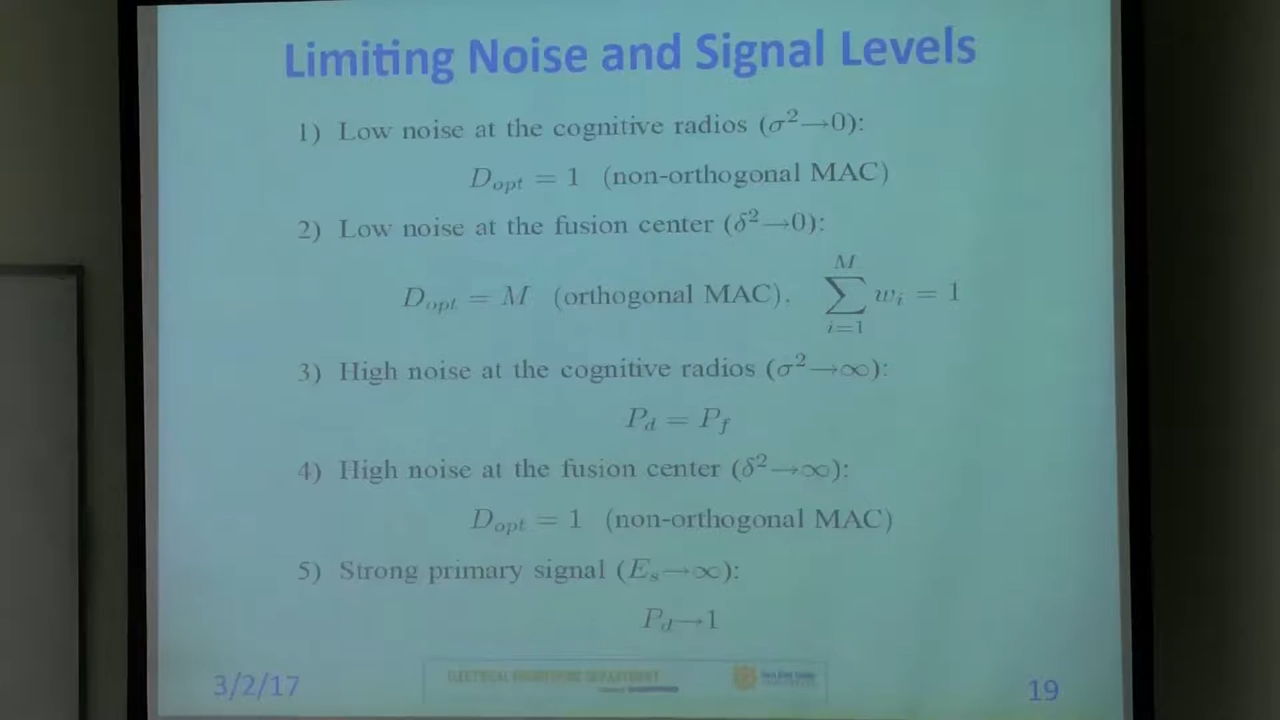 Limiting Noise and Signal Levels
1) Low noise at the cognitive radios (σ²→0):
D_opt = 1 (non-orthogonal MAC)
2) Low noise at the fusion center (δ²→0):
D_opt = M (orthogonal MAC). ∑_{i=1}^{M} w_i = 1
3) High noise at the cognitive radios (σ²→∞):
P_d = P_f
4) High noise at the fusion center (δ²→∞):
D_opt = 1 (non-orthogonal MAC)
5) Strong primary signal (E_s→∞):
P_d→1
3/2/17
ELECTRICAL ENGINEERING DEPARTMENT
19